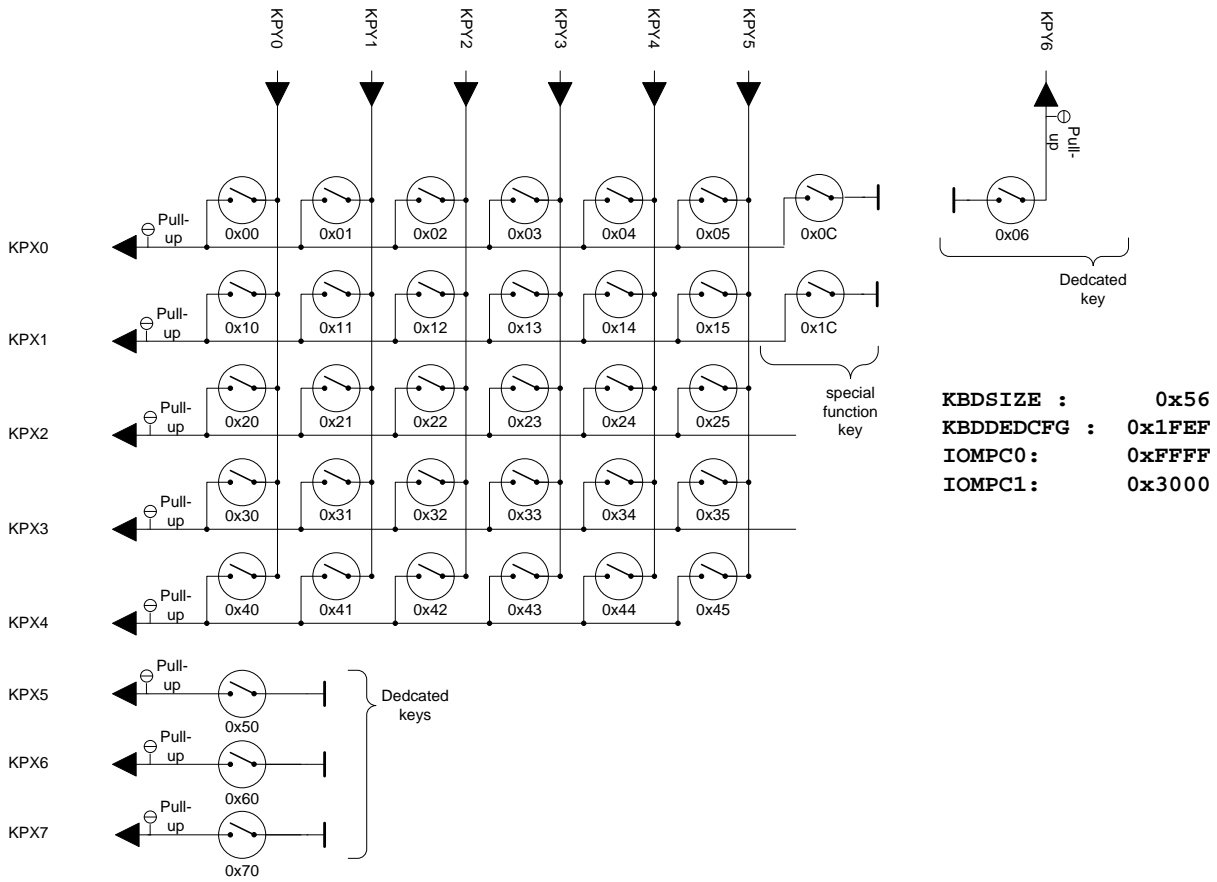 KPY0
KPY1
KPY2
KPY3
KPY4
KPY5
KPY6
Pull-
up
Pull-
up
KPX0
0x00
0x01
0x02
0x03
0x04
0x05
0x0C
0x06
Dedcated
key
Pull-
up
KPX1
0x10
0x11
0x12
0x13
0x14
0x15
0x1C
special
function
key
Pull-
up
KPX2
0x20
0x21
0x22
0x23
0x24
0x25
KBDSIZE : 0x56
KBDDEDCFG : 0x1FEF
IOMPC0: 0xFFFF
IOMPC1: 0x3000
Pull-
up
KPX3
0x30
0x31
0x32
0x33
0x34
0x35
Pull-
up
KPX4
0x40
0x41
0x42
0x43
0x44
0x45
Pull-
up
KPX5
0x50
Dedcated
keys
Pull-
up
KPX6
0x60
Pull-
up
KPX7
0x70